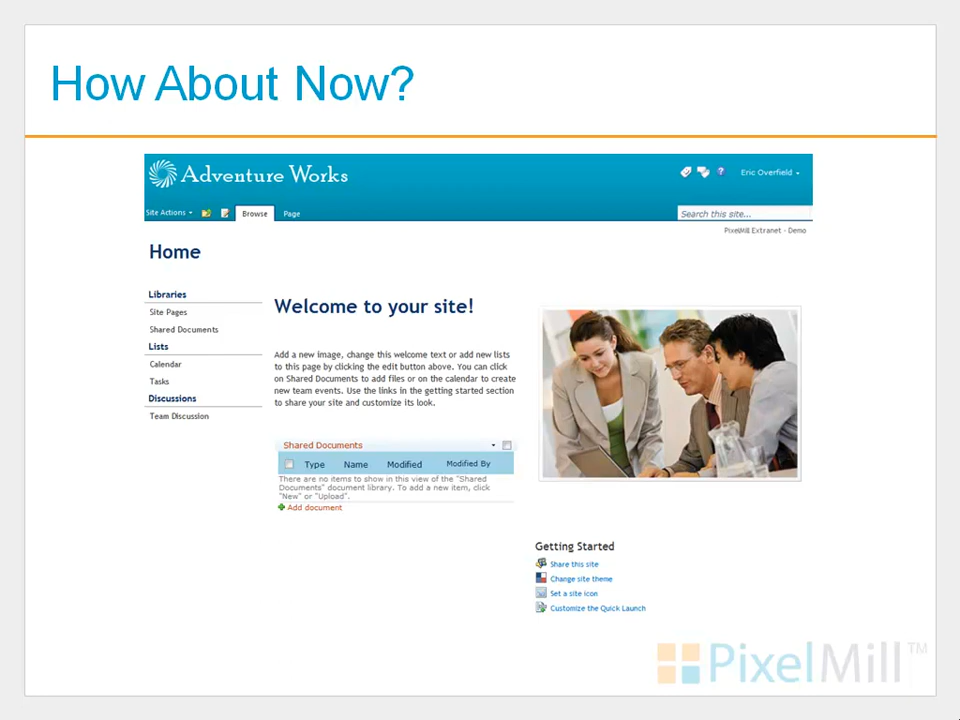 How About Now?
Adventure Works
Eric Overfield
Site Actions
Browse
Page
Search this site...
PixelMill Extranet - Demo
Home
Libraries
Site Pages
Shared Documents
Lists
Calendar
Tasks
Discussions
Team Discussion
Welcome to your site!
Add a new image, change this welcome text or add new lists
to this page by clicking the edit button above. You can click
on Shared Documents to add files or on the calendar to create
new team events. Use the links in the getting started section
to share your site and customize its look.
Shared Documents
Type Name Modified Modified By
There are no items to show in this view of the "Shared
Documents" document library. To add a new item, click
"New" or "Upload".
Add document
Getting Started
Share this site
Change site theme
Set a site icon
Customize the Quick Launch
PixelMill™